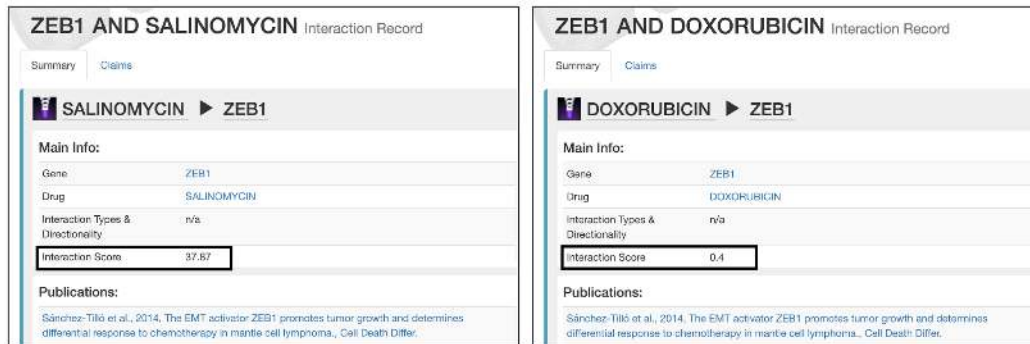 ZEB1 AND SALINOMYCIN Interaction Record
Summary Claims
SALINOMYCIN ▶ ZEB1
Main Info:
Gene ZEB1
Drug SALINOMYCIN
Interaction Types & n/a
Directionality
Interaction Score 37.87
Publications:
Sánchez-Tilló et al., 2014, The EMT activator ZEB1 promotes tumor growth and determines
differential response to chemotherapy in mantle cell lymphoma., Cell Death Differ.
ZEB1 AND DOXORUBICIN Interaction Record
Summary Claims
DOXORUBICIN ▶ ZEB1
Main Info:
Gene ZEB1
Drug DOXORUBICIN
Interaction Types & n/a
Directionality
Interaction Score 0.4
Publications:
Sánchez-Tilló et al., 2014, The EMT activator ZEB1 promotes tumor growth and determines
differential response to chemotherapy in mantle cell lymphoma., Cell Death Differ.